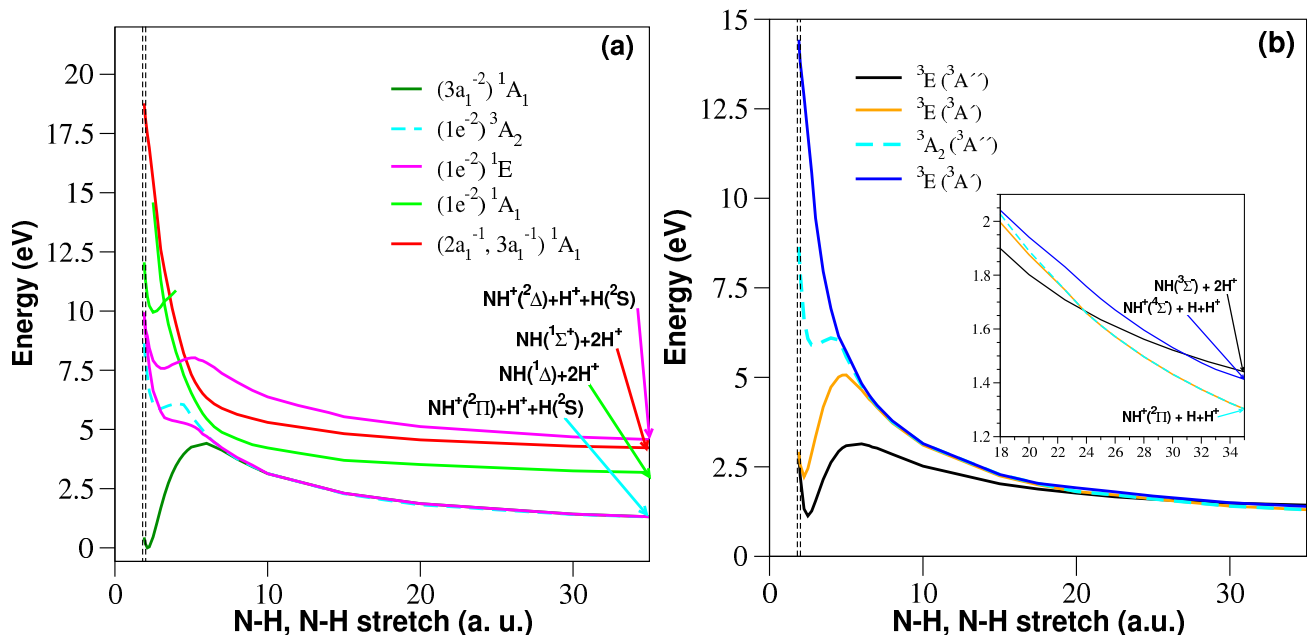 (a)
20
17.5
15
12.5
10
7.5
5
2.5
0
Energy (eV)
(3a₁⁻²) ¹A₁
(1e⁻²) ³A₂
(1e⁻²) ¹E
(1e⁻²) ¹A₁
(2a₁⁻¹, 3a₁⁻¹) ¹A₁
NH⁺(²Δ)+H⁺+H(²S)
NH(¹Σ⁺)+2H⁺
NH(¹Δ)+2H⁺
NH⁺(²Π)+H⁺+H(²S)
0 10 20 30
N-H, N-H stretch (a. u.)
(b)
15
12.5
10
7.5
5
2.5
0
Energy (eV)
³E (³A´´)
³E (³A´)
³A₂ (³A´´)
³E (³A´)
2
1.8
1.6
1.4
1.2
NH(³Σ⁻) + 2H⁺
NH⁺(⁴Σ⁻) + H+H⁺
NH⁺(²Π) + H+H⁺
18 20 22 24 26 28 30 32 34
0 10 20 30
N-H, N-H stretch (a.u.)